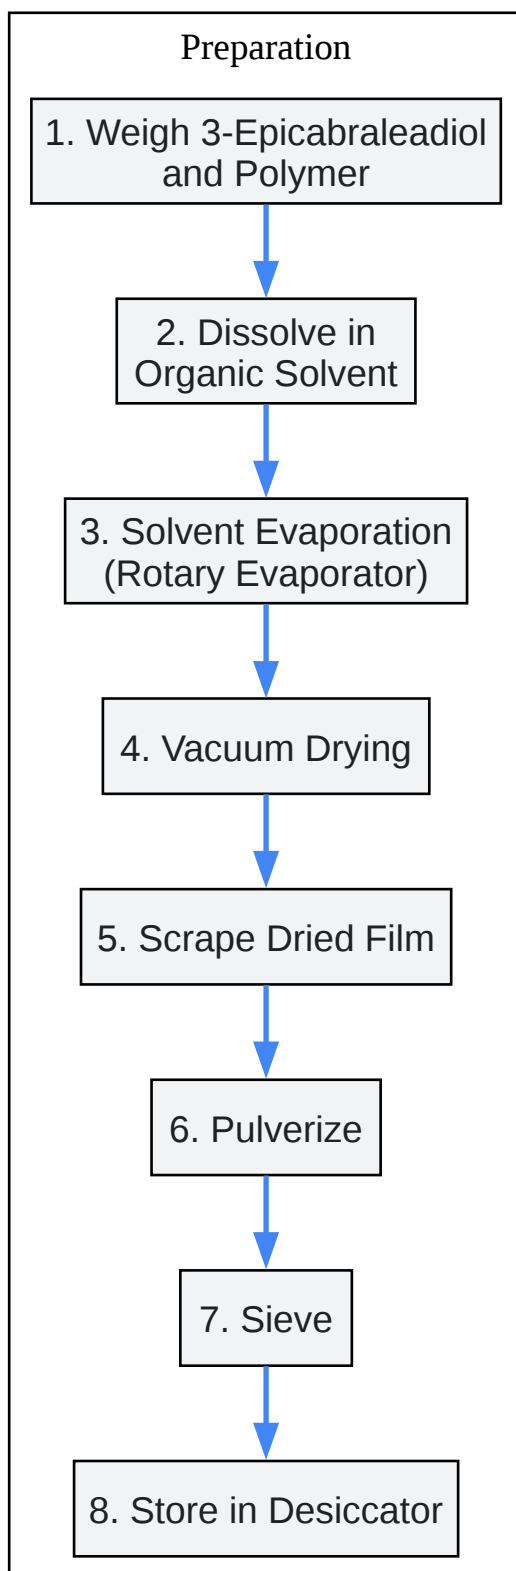 Preparation
1. Weigh 3-Epicabraleadiol
and Polymer
2. Dissolve in
Organic Solvent
3. Solvent Evaporation
(Rotary Evaporator)
4. Vacuum Drying
5. Scrape Dried Film
6. Pulverize
7. Sieve
8. Store in Desiccator